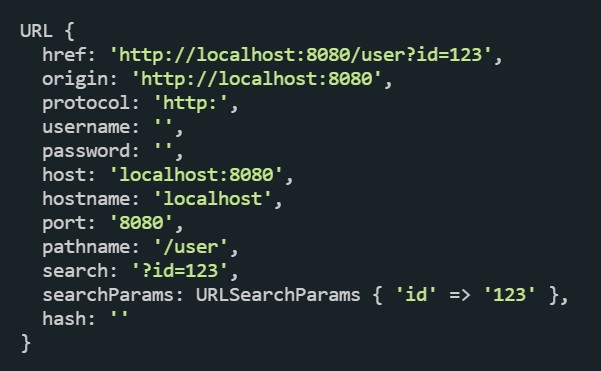 URL {
  href: 'http://localhost:8080/user?id=123',
  origin: 'http://localhost:8080',
  protocol: 'http:',
  username: '',
  password: '',
  host: 'localhost:8080',
  hostname: 'localhost',
  port: '8080',
  pathname: '/user',
  search: '?id=123',
  searchParams: URLSearchParams { 'id' => '123' },
  hash: ''
}